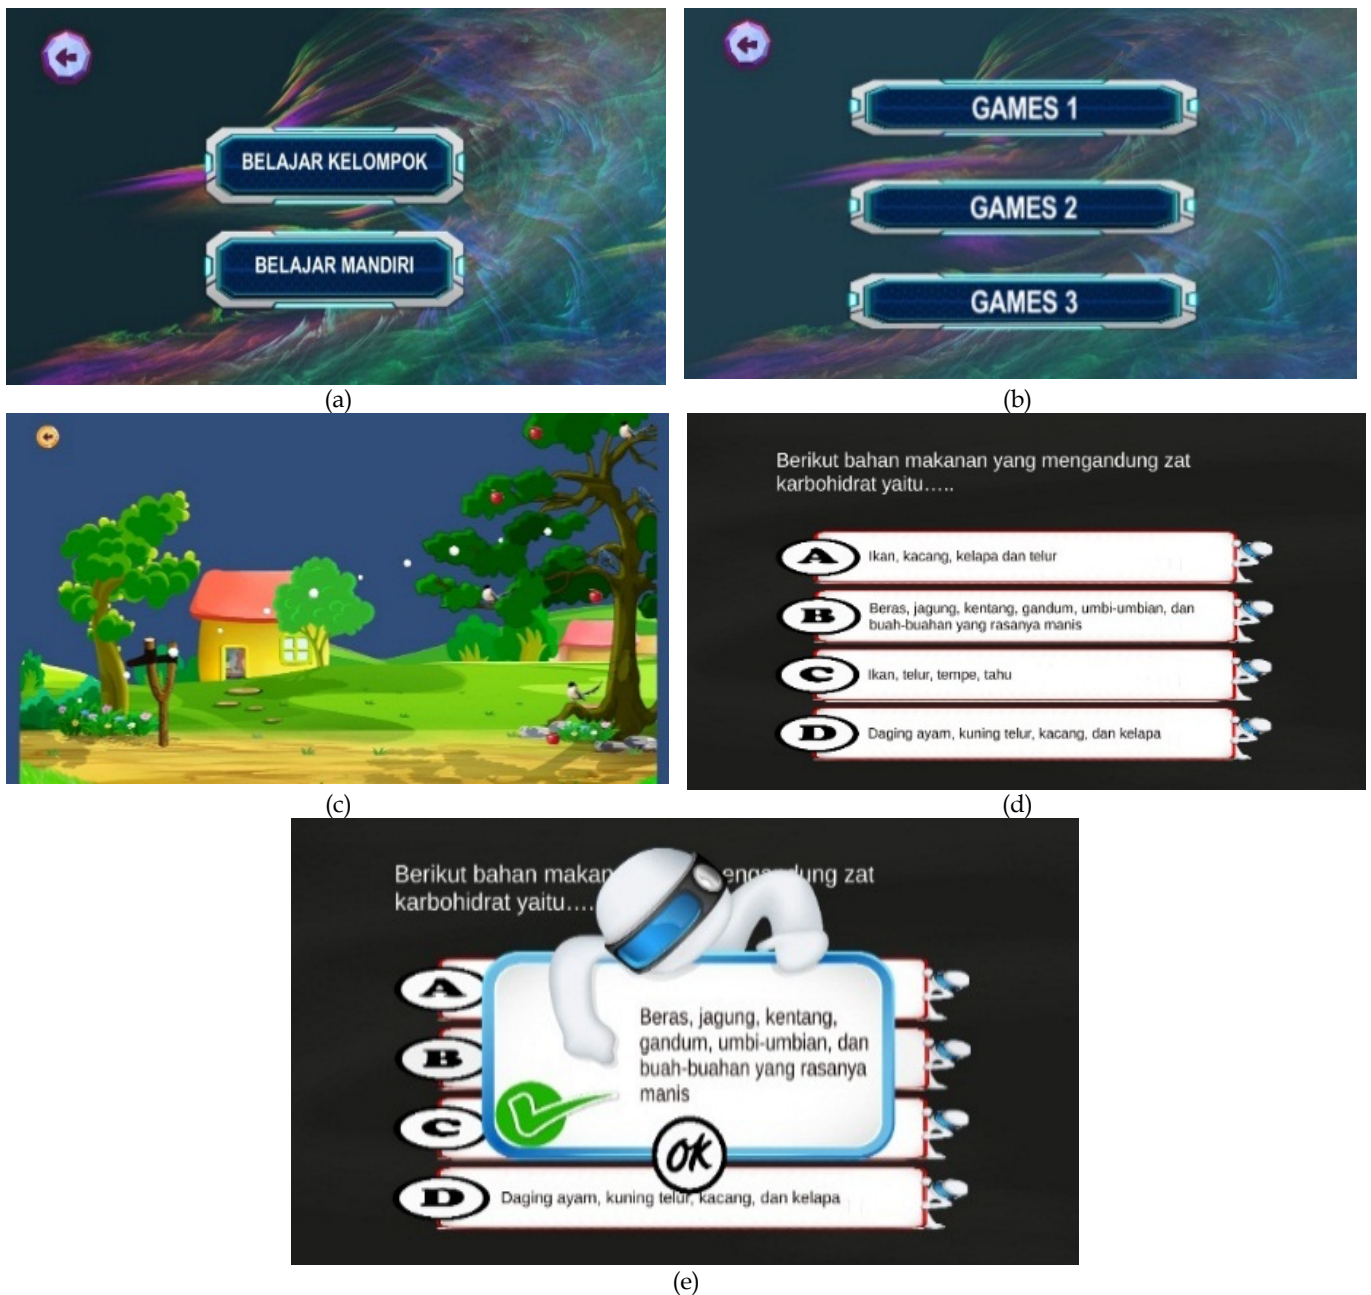 BELAJAR KELOMPOK
BELAJAR MANDIRI
(a)
GAMES 1
GAMES 2
GAMES 3
(b)
(c)
Berikut bahan makanan yang mengandung zat
karbohidrat yaitu.....
A Ikan, kacang, kelapa dan telur
B Beras, jagung, kentang, gandum, umbi-umbian, dan
buah-buahan yang rasanya manis
C Ikan, telur, tempe, tahu
D Daging ayam, kuning telur, kacang, dan kelapa
(d)
Berikut bahan zat
karbohidrat yaitu....
A
B
C
Beras, jagung, kentang,
gandum, umbi-umbian, dan
buah-buahan yang rasanya
manis
OK
D Daging ayam, kuning telur, kacang, dan kelapa
(e)